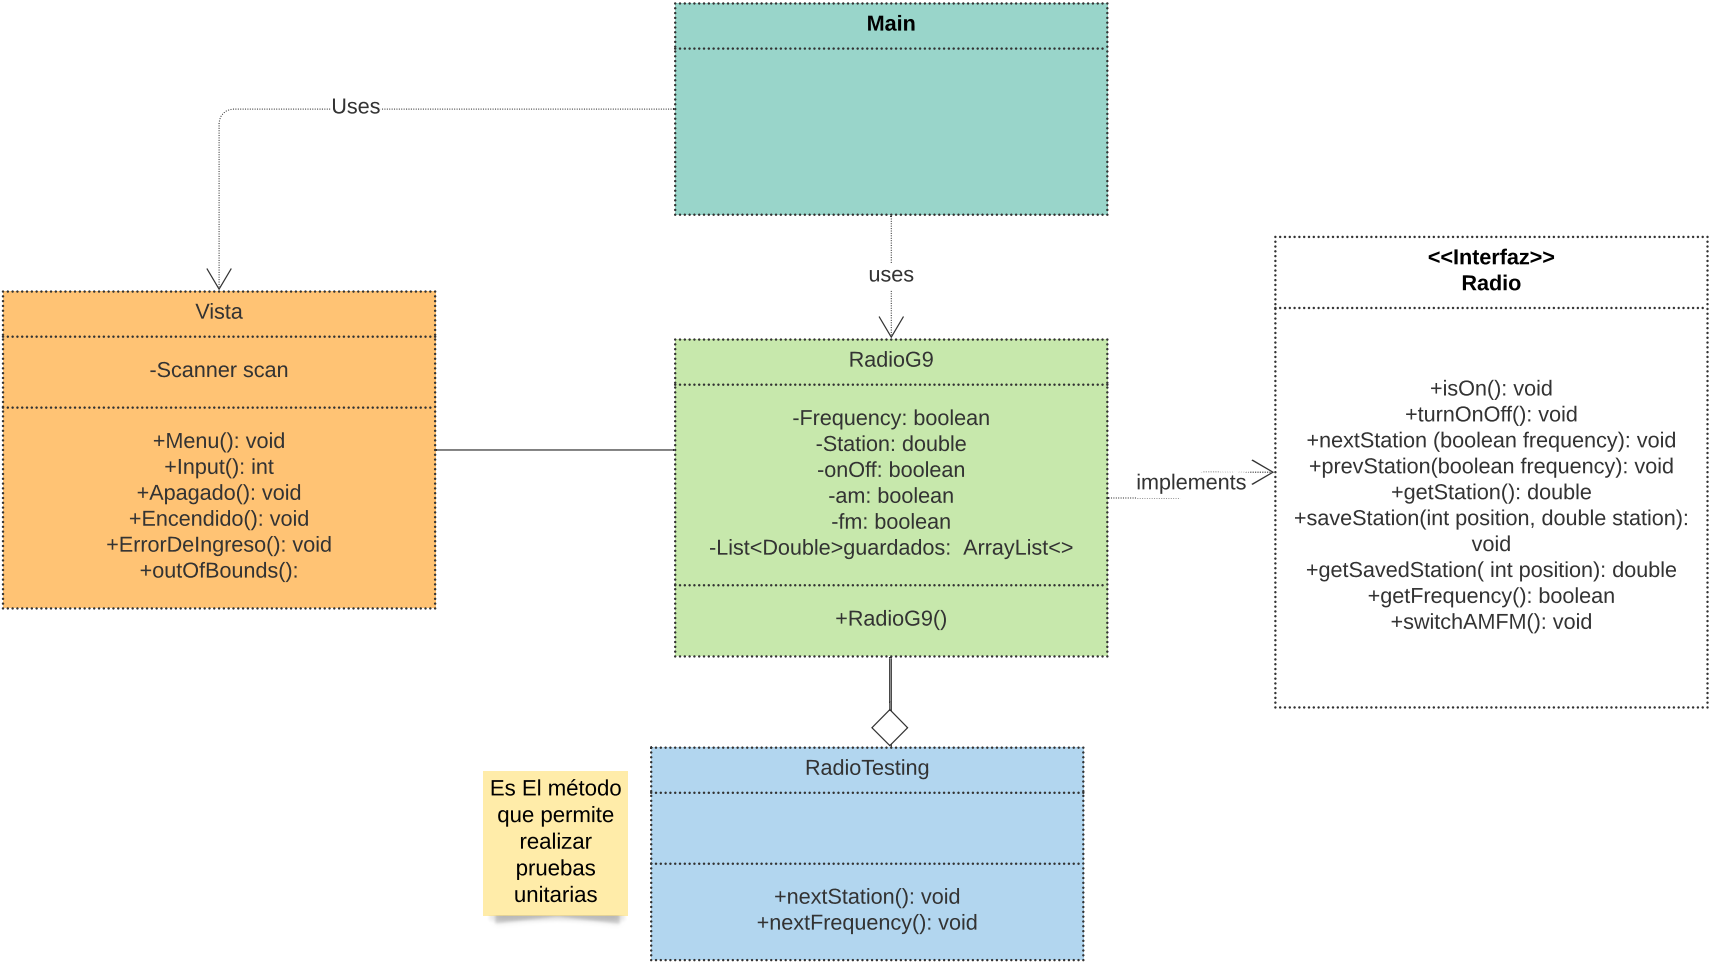 Main
Uses
uses
<<Interfaz>>
Radio
+isOn(): void
+turnOnOff(): void
+nextStation (boolean frequency): void
+prevStation(boolean frequency): void
+getStation(): double
+saveStation(int position, double station):
void
+getSavedStation( int position): double
+getFrequency(): boolean
+switchAMFM(): void
Vista
-Scanner scan
+Menu(): void
+Input(): int
+Apagado(): void
+Encendido(): void
+ErrorDeIngreso(): void
+outOfBounds():
RadioG9
-Frequency: boolean
-Station: double
-onOff: boolean
-am: boolean
-fm: boolean
-List<Double>guardados:  ArrayList<>
+RadioG9()
implements
Es El método
que permite
realizar
pruebas
unitarias
RadioTesting
+nextStation(): void
+nextFrequency(): void